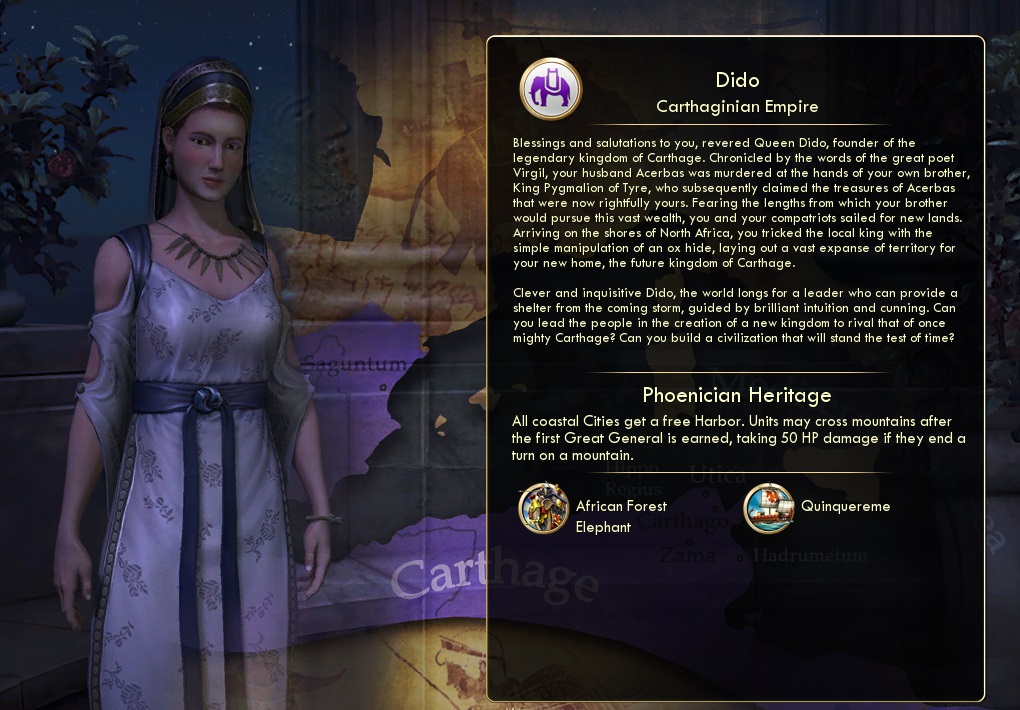 Dido
Carthaginian Empire
Blessings and salutations to you, revered Queen Dido, founder of the
legendary kingdom of Carthage. Chronicled by the words of the great poet
Virgil, your husband Acerbas was murdered at the hands of your own brother,
King Pygmalion of Tyre, who subsequently claimed the treasures of Acerbas
that were now rightfully yours. Fearing the lengths from which your brother
would pursue this vast wealth, you and your compatriots sailed for new lands.
Arriving on the shores of North Africa, you tricked the local king with the
simple manipulation of an ox hide, laying out a vast expanse of territory for
your new home, the future kingdom of Carthage.
Clever and inquisitive Dido, the world longs for a leader who can provide a
shelter from the coming storm, guided by brilliant intuition and cunning. Can
you lead the people in the creation of a new kingdom to rival that of once
mighty Carthage? Can you build a civilization that will stand the test of time?
Saguntum
Phoenician Heritage
All coastal Cities get a free Harbor. Units may cross mountains after
the first Great General is earned, taking 50 HP damage if they end a
turn on a mountain.
Hippo
Regius
Utica
African Forest
Elephant
Quinquereme
Carthago
Zama
Hadrumetum
Carthage